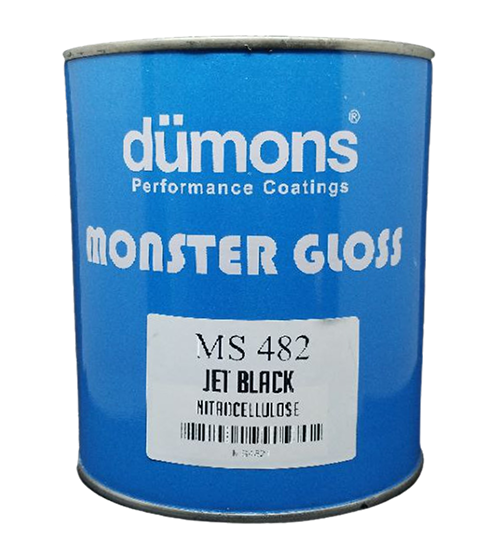 dümons®
Performance Coatings
MONSTER GLOSS
MS 482
JET BLACK
NITROCELLULOSE